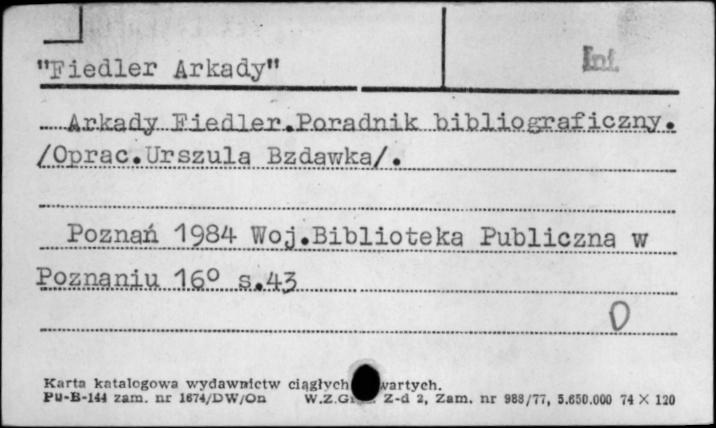 "Fiedler Arkady"
Inf.
Arkady Fiedler.Poradnik bibliograficzny.
/Oprac.Urszula Bzdawka/.
Poznań 1984 Woj.Biblioteka Publiczna w
Poznaniu 16° s.43
O
Karta katalogowa wydawnictw ciągłych wartych.
PU-B-144 zam. nr 1674/DW/On W.Z.G Z-d 2, Zam. nr 988/77, 5.650.000 74 X 120